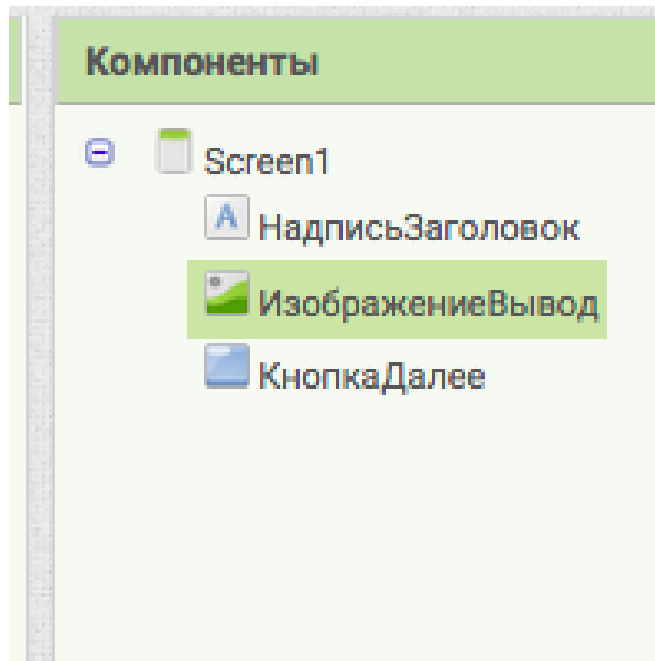 Компоненты
Screen1
НадписьЗаголовок
ИзображениеВывод
КнопкаДалее